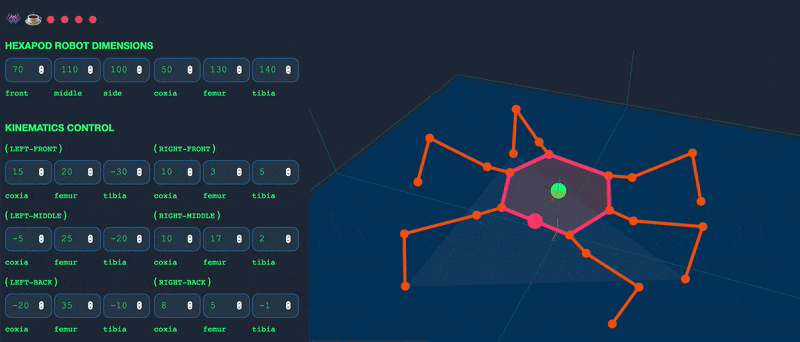 HEXAPOD ROBOT DIMENSIONS
70 110 100 50 130 140
front middle side coxia femur tibia
KINEMATICS CONTROL
(LEFT-FRONT) (RIGHT-FRONT)
15 20 -30 10 3 5
coxia femur tibia coxia femur tibia
(LEFT-MIDDLE) (RIGHT-MIDDLE)
-5 25 -20 10 17 2
coxia femur tibia coxia femur tibia
(LEFT-BACK) (RIGHT-BACK)
-20 35 -10 8 5 -1
coxia femur tibia coxia femur tibia